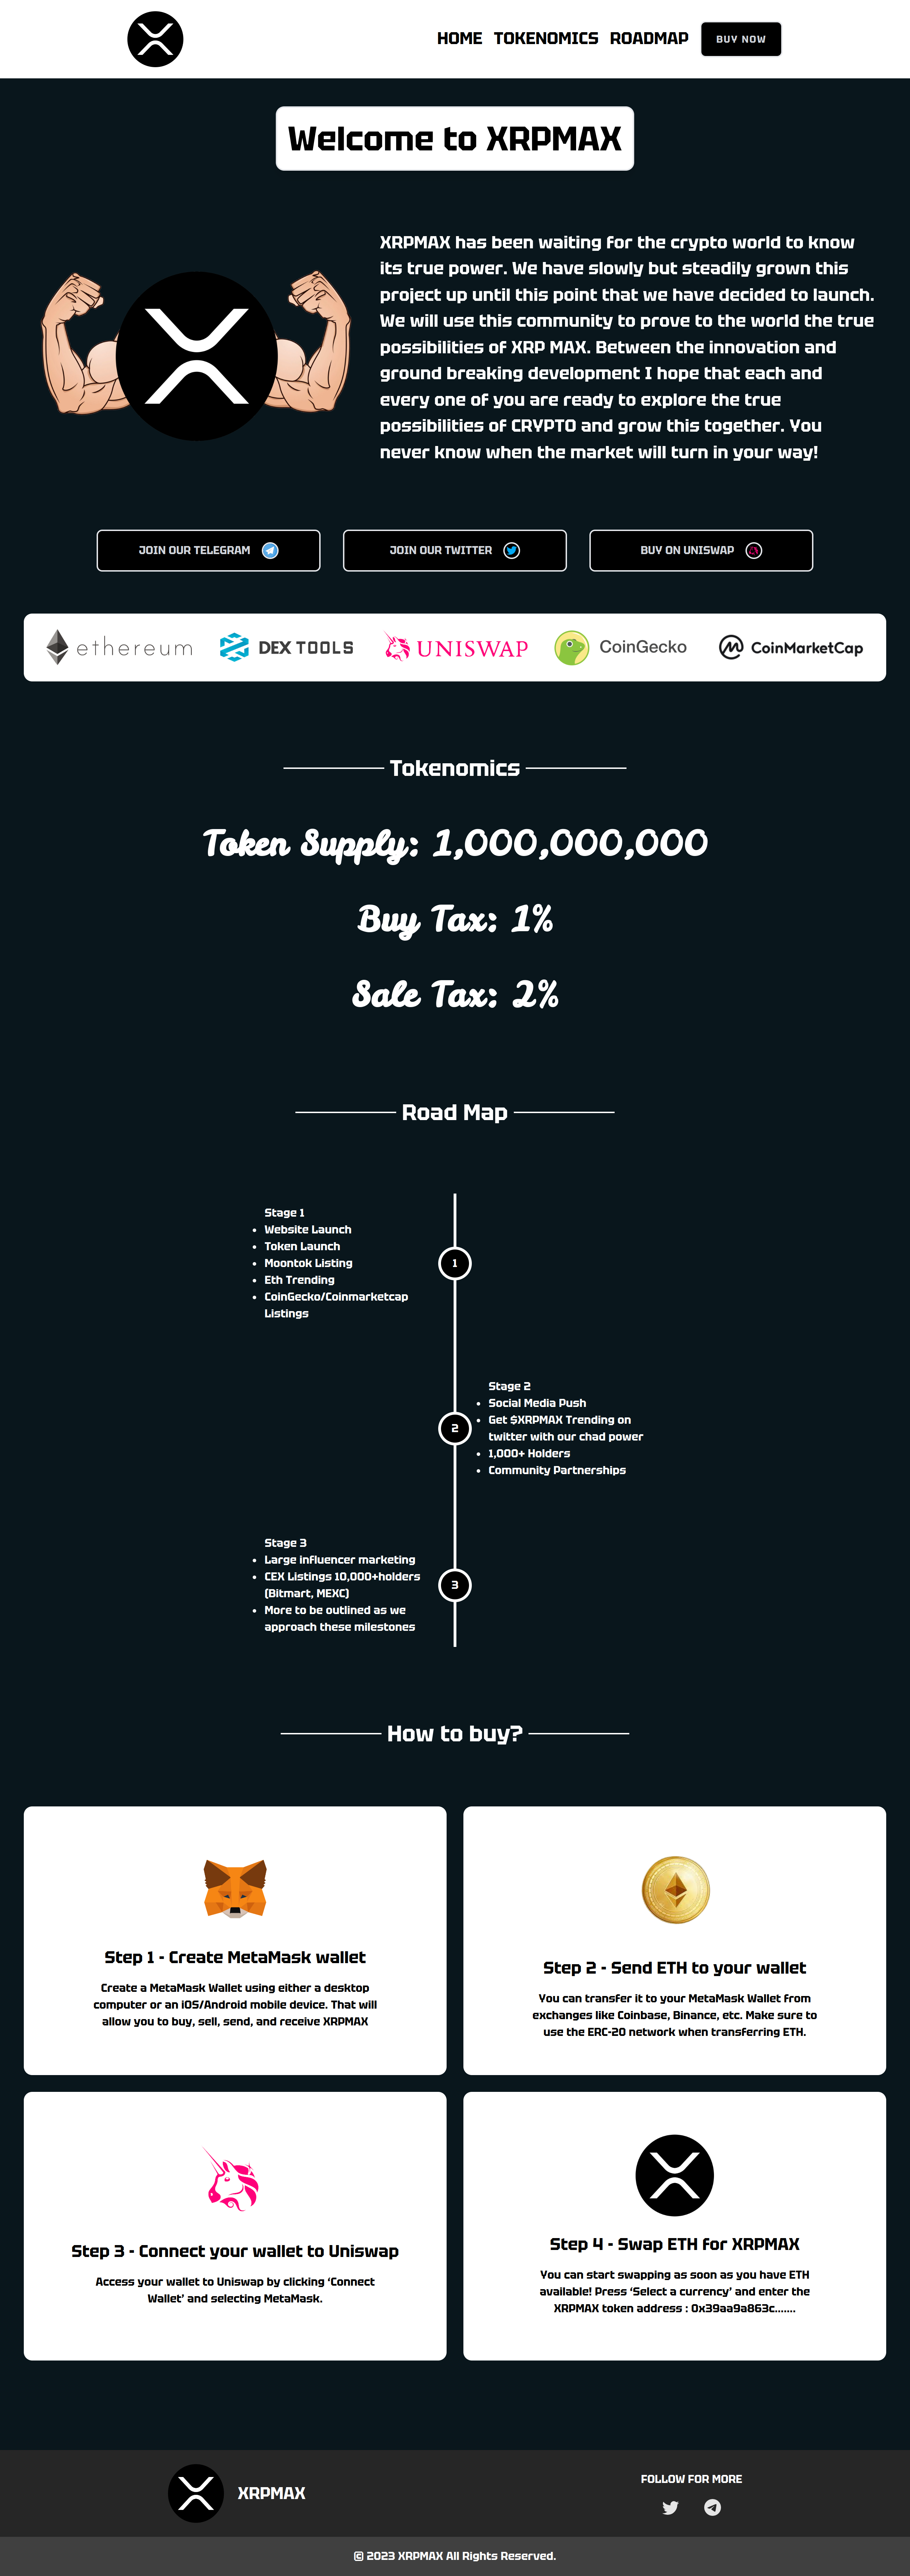 HOME TOKENOMICS ROADMAP BUY NOW
Welcome to XRPMAX
XRPMAX has been waiting for the crypto world to know
its true power. We have slowly but steadily grown this
project up until this point that we have decided to launch.
We will use this community to prove to the world the true
possibilities of XRP MAX. Between the innovation and
ground breaking development I hope that each and
every one of you are ready to explore the true
possibilities of CRYPTO and grow this together. You
never know when the market will turn in your way!
JOIN OUR TELEGRAM
JOIN OUR TWITTER
BUY ON UNISWAP
ethereum
DEXTOOLS
UNISWAP
CoinGecko
CoinMarketCap
Tokenomics
Token Supply: 1,000,000,000
Buy Tax: 1%
Sale Tax: 2%
Road Map
Stage 1
Website Launch
Token Launch
Moontok Listing
Eth Trending
CoinGecko/Coinmarketcap
Listings
1
Stage 2
Social Media Push
Get $XRPMAX Trending on
twitter with our chad power
1,000+ Holders
Community Partnerships
2
Stage 3
Large influencer marketing
CEX Listings 10,000+holders
(Bitmart, MEXC)
More to be outlined as we
approach these milestones
3
How to buy?
Step 1 - Create MetaMask wallet
Create a MetaMask Wallet using either a desktop
computer or an iOS/Android mobile device. That will
allow you to buy, sell, send, and receive XRPMAX
Step 2 - Send ETH to your wallet
You can transfer it to your MetaMask Wallet from
exchanges like Coinbase, Binance, etc. Make sure to
use the ERC-20 network when transferring ETH.
Step 3 - Connect your wallet to Uniswap
Access your wallet to Uniswap by clicking ‘Connect
Wallet’ and selecting MetaMask.
Step 4 - Swap ETH for XRPMAX
You can start swapping as soon as you have ETH
available! Press ‘Select a currency’ and enter the
XRPMAX token address : 0x39aa9a863c.......
XRPMAX
FOLLOW FOR MORE
© 2023 XRPMAX All Rights Reserved.